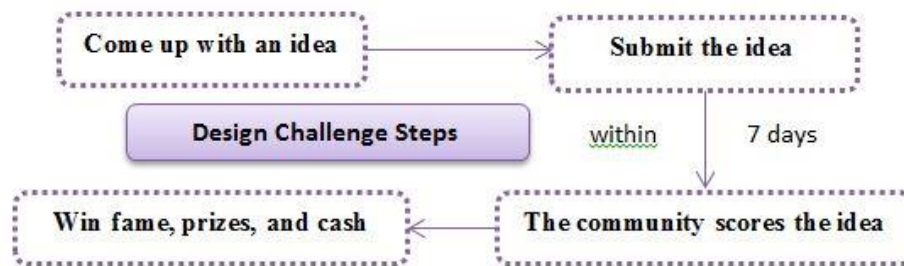 Come up with an idea
Submit the idea
Design Challenge Steps
within 7 days
The community scores the idea
Win fame, prizes, and cash